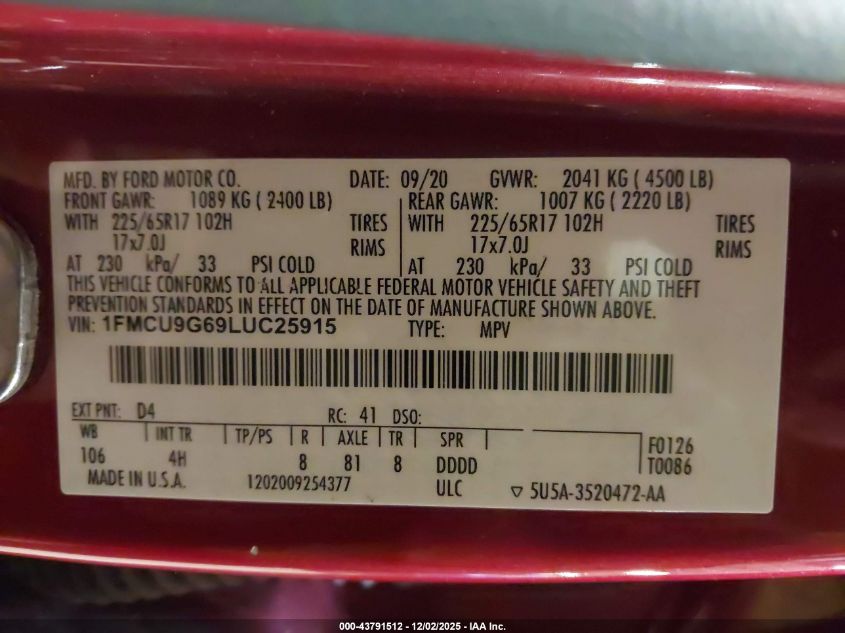 MFD. BY FORD MOTOR CO. DATE: 09/20 GVWR: 2041 KG ( 4500 LB)
FRONT GAWR: 1089 KG ( 2400 LB) REAR GAWR: 1007 KG ( 2220 LB)
WITH 225/65R17 102H TIRES WITH 225/65R17 102H TIRES
17x7.0J RIMS 17x7.0J RIMS
AT 230 kPa/ 33 PSI COLD AT 230 kPa/ 33 PSI COLD
THIS VEHICLE CONFORMS TO ALL APPLICABLE FEDERAL MOTOR VEHICLE SAFETY AND THEFT
PREVENTION STANDARDS IN EFFECT ON THE DATE OF MANUFACTURE SHOWN ABOVE.
VIN: 1FMCU9G69LUC25915 TYPE: MPV
EXT PNT: D4 RC: 41 DSO:
WB INT TR TP/PS R AXLE TR SPR F0126
106 4H 8 81 8 DDDD T0086
MADE IN U.S.A. 1202009254377 ULC ▽ 5U5A-3520472-AA
000-43791512 - 12/02/2025 - IAA Inc.